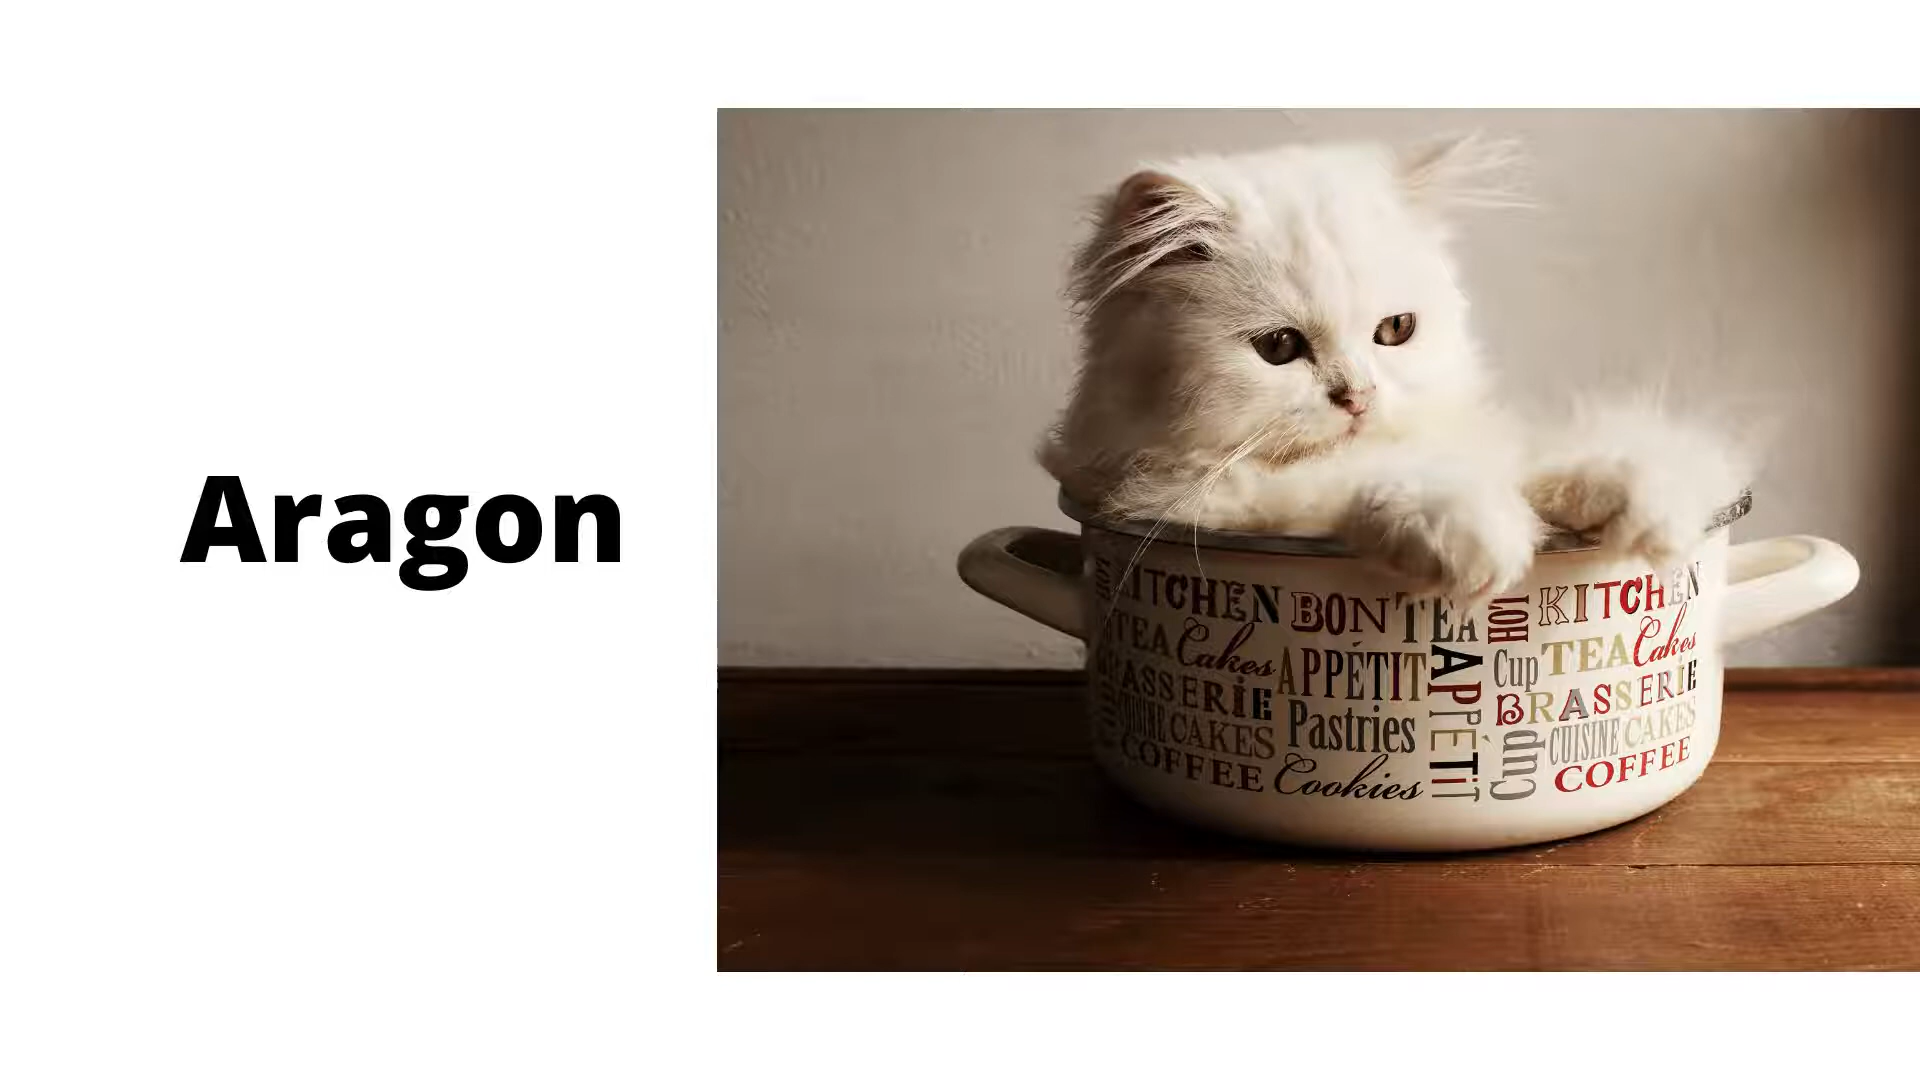 Aragon
KITCHEN BON TEA HOT KITCHEN
TEA Cakes APPÉTIT APPÉTiT Cup TEA Cakes
BRASSERiE Pastries BRASSERiE
CUISINE CAKES Cup CUISINE CAKES
COFFEE Cookies COFFEE